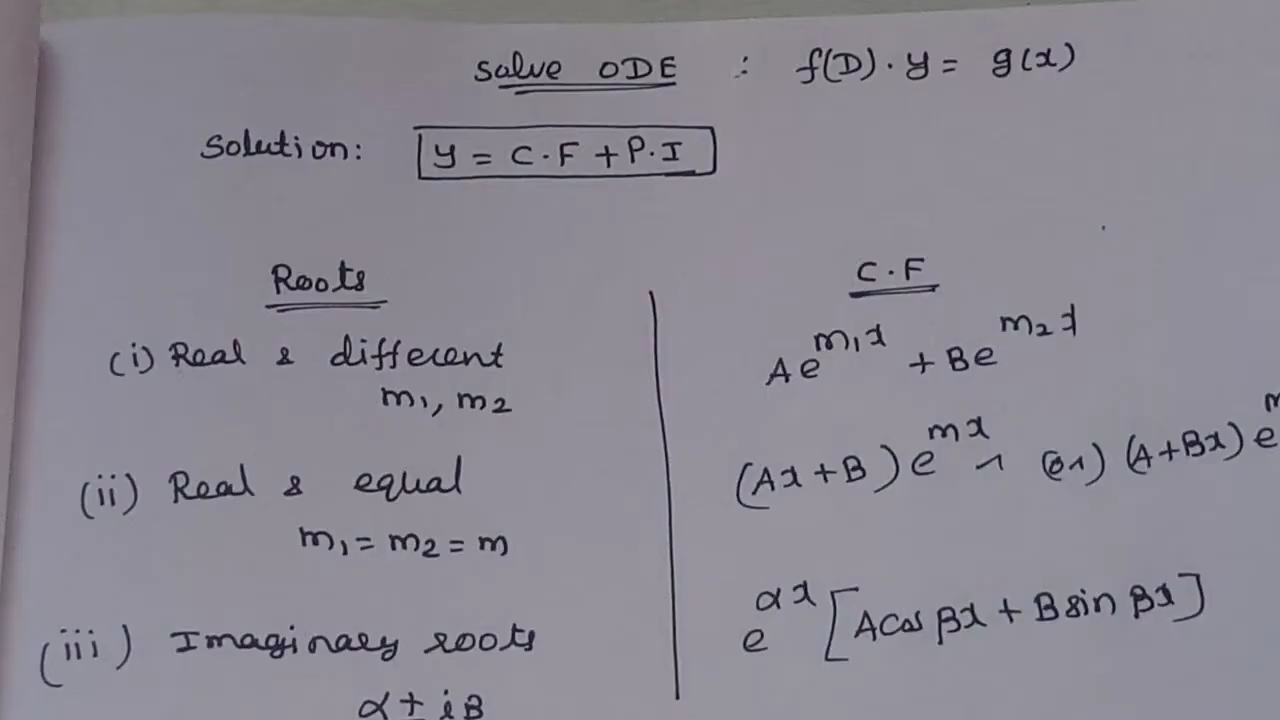 Solve ODE : f(D)·y = g(x)
Solution: y = C·F + P·I
Roots
C·F
(i) Real & different
m₁, m₂
Ae^{m₁x} + Be^{m₂x}
(ii) Real & equal
m₁ = m₂ = m
(Ax+B)e^{mx} (or) (A+Bx)e^{m
(iii) Imaginary roots
α ± iβ
e^{αx}[A cos βx + B sin βx]